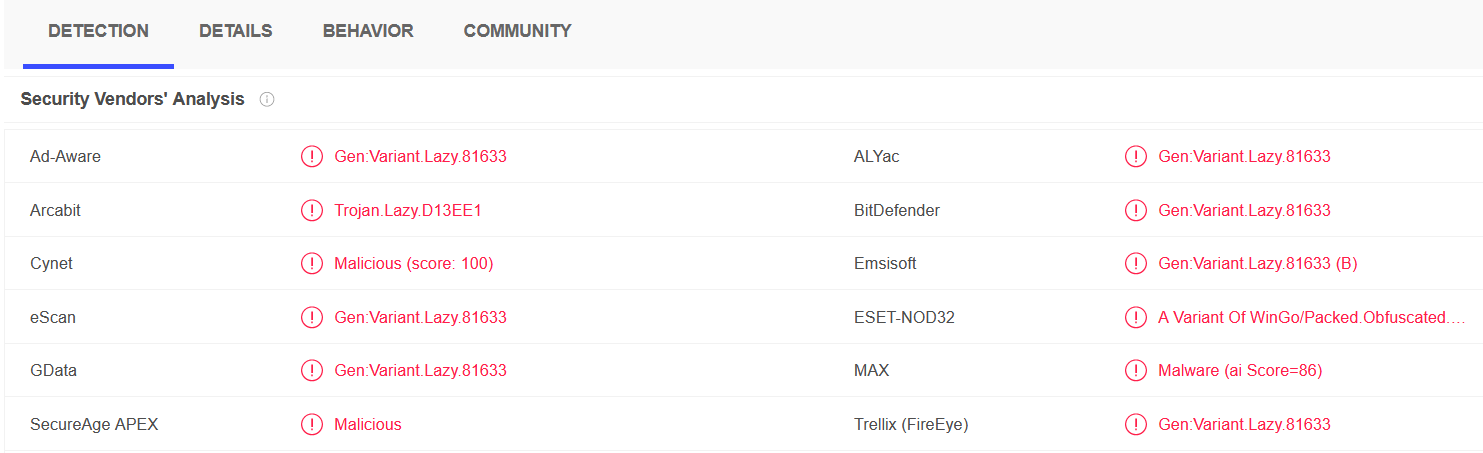 DETECTION DETAILS BEHAVIOR COMMUNITY
Security Vendors' Analysis
Ad-Aware Gen:Variant.Lazy.81633 ALYac Gen:Variant.Lazy.81633
Arcabit Trojan.Lazy.D13EE1 BitDefender Gen:Variant.Lazy.81633
Cynet Malicious (score: 100) Emsisoft Gen:Variant.Lazy.81633 (B)
eScan Gen:Variant.Lazy.81633 ESET-NOD32 A Variant Of WinGo/Packed.Obfuscated....
GData Gen:Variant.Lazy.81633 MAX Malware (ai Score=86)
SecureAge APEX Malicious Trellix (FireEye) Gen:Variant.Lazy.81633